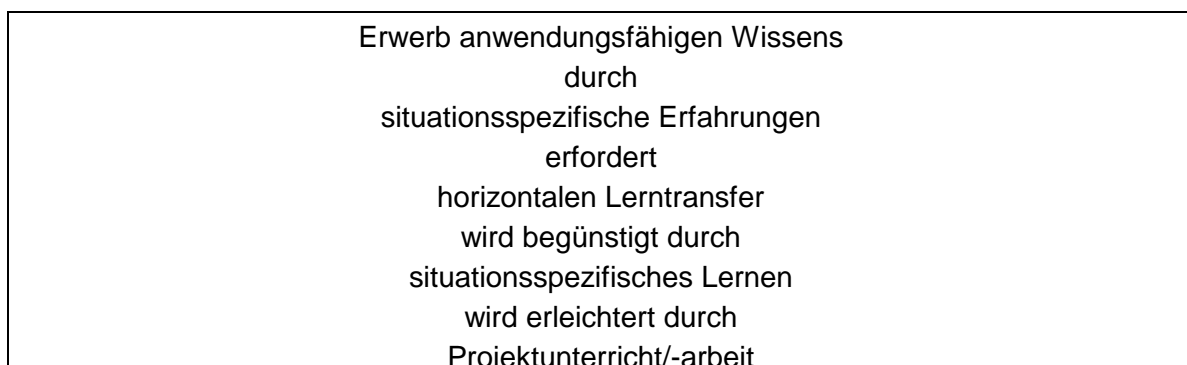 Erwerb anwendungsfähigen Wissens
durch
situationsspezifische Erfahrungen
erfordert
horizontalen Lerntransfer
wird begünstigt durch
situationsspezifisches Lernen
wird erleichtert durch
Projektunterricht/-arbeit